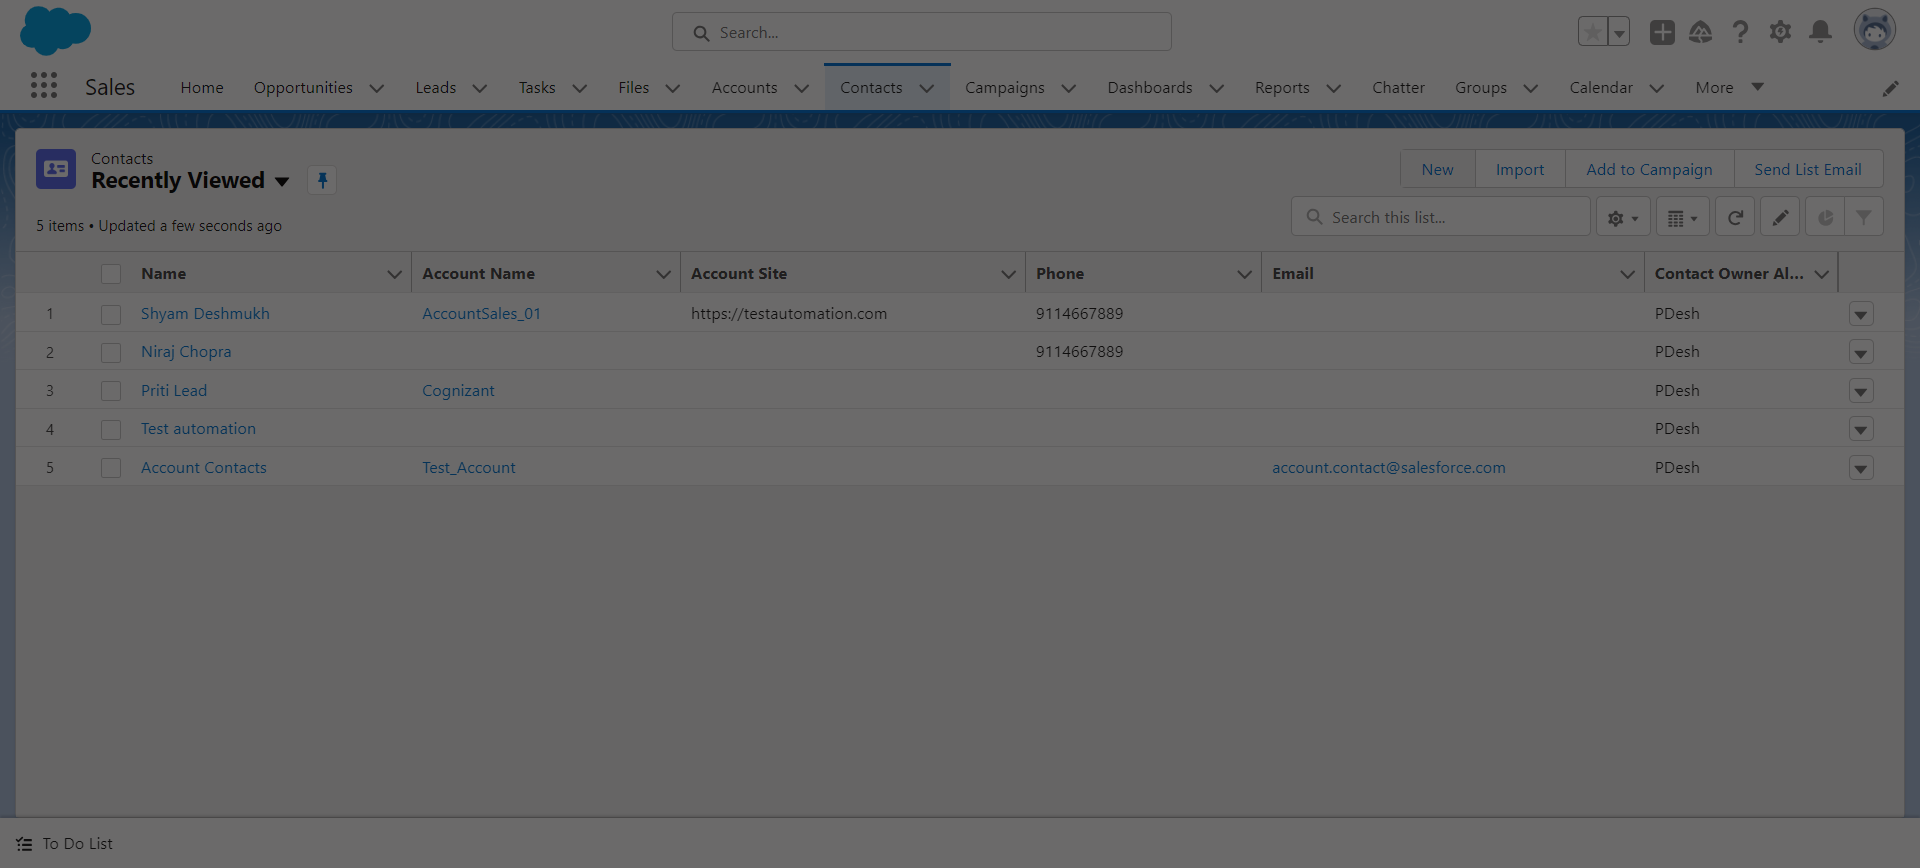 Search...
Sales Home Opportunities Leads Tasks Files Accounts Contacts Campaigns Dashboards Reports Chatter Groups Calendar More
Contacts
Recently Viewed
New Import Add to Campaign Send List Email
5 items • Updated a few seconds ago
Search this list...
Name Account Name Account Site Phone Email Contact Owner Al...
1 Shyam Deshmukh AccountSales_01 https://testautomation.com 9114667889 PDesh
2 Niraj Chopra 9114667889 PDesh
3 Priti Lead Cognizant PDesh
4 Test automation PDesh
5 Account Contacts Test_Account account.contact@salesforce.com PDesh
To Do List